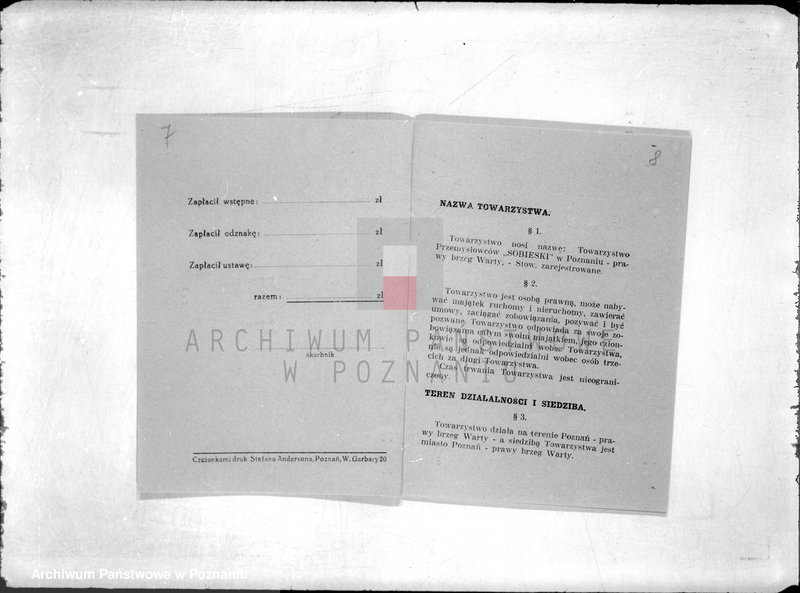 7
Zapłacił wstępne: zł
Zapłacił odznakę: zł
Zapłacił ustawę: zł
razem: zł
skarbnik
Czcionkami druk. Stefana Andersona, Poznań, W. Garbary 20
8
NAZWA TOWARZYSTWA.
§ 1.
Towarzystwo nosi nazwę: Towarzystwo
Przemysłowców „SOBIESKI" w Poznaniu - pra-
wy brzeg Warty, - Stow. zarejestrowane.
§ 2.
Towarzystwo jest osobą prawną, może naby-
wać majątek ruchomy i nieruchomy, zawierać
umowy, zaciągać zobowiązania, pozywać i być
pozwane. Towarzystwo odpowiada za swoje zo-
bowiązania całym swoim majątkiem, jego człon-
kowie są odpowiedzialni wobec Towarzystwa,
nie są jednak odpowiedzialni wobec osób trze-
cich za długi Towarzystwa.
Czas trwania Towarzystwa jest nieograni-
czony.
TEREN DZIAŁALNOŚCI I SIEDZIBA.
§ 3.
Towarzystwo działa na terenie Poznań - pra-
wy brzeg Warty - a siedzibą Towarzystwa jest
miasto Poznań - prawy brzeg Warty.
ARCHIWUM PAŃSTWOWE
W POZNANIU
Archiwum Państwowe w Poznaniu